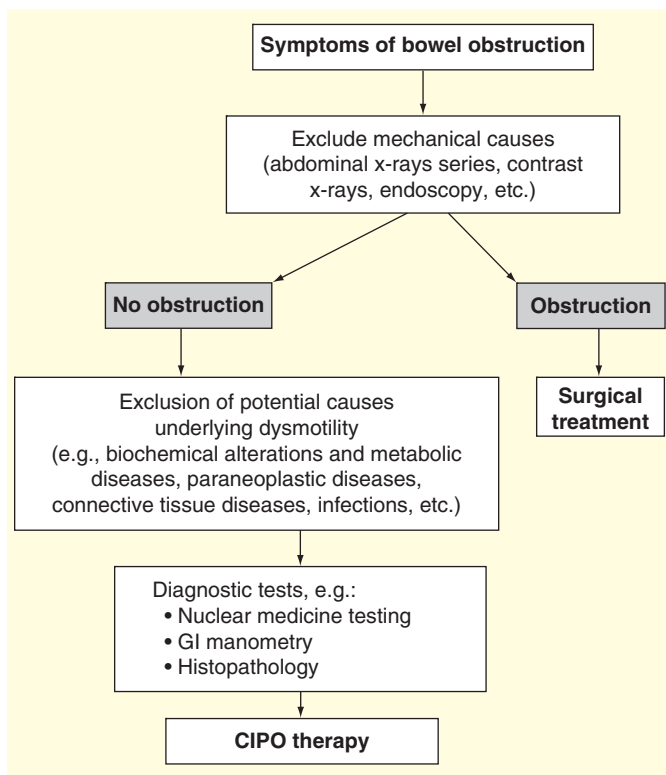 Symptoms of bowel obstruction
Exclude mechanical causes
(abdominal x-rays series, contrast
x-rays, endoscopy, etc.)
No obstruction
Obstruction
Exclusion of potential causes
underlying dysmotility
(e.g., biochemical alterations and metabolic
diseases, paraneoplastic diseases,
connective tissue diseases, infections, etc.)
Surgical
treatment
Diagnostic tests, e.g.:
• Nuclear medicine testing
• GI manometry
• Histopathology
CIPO therapy